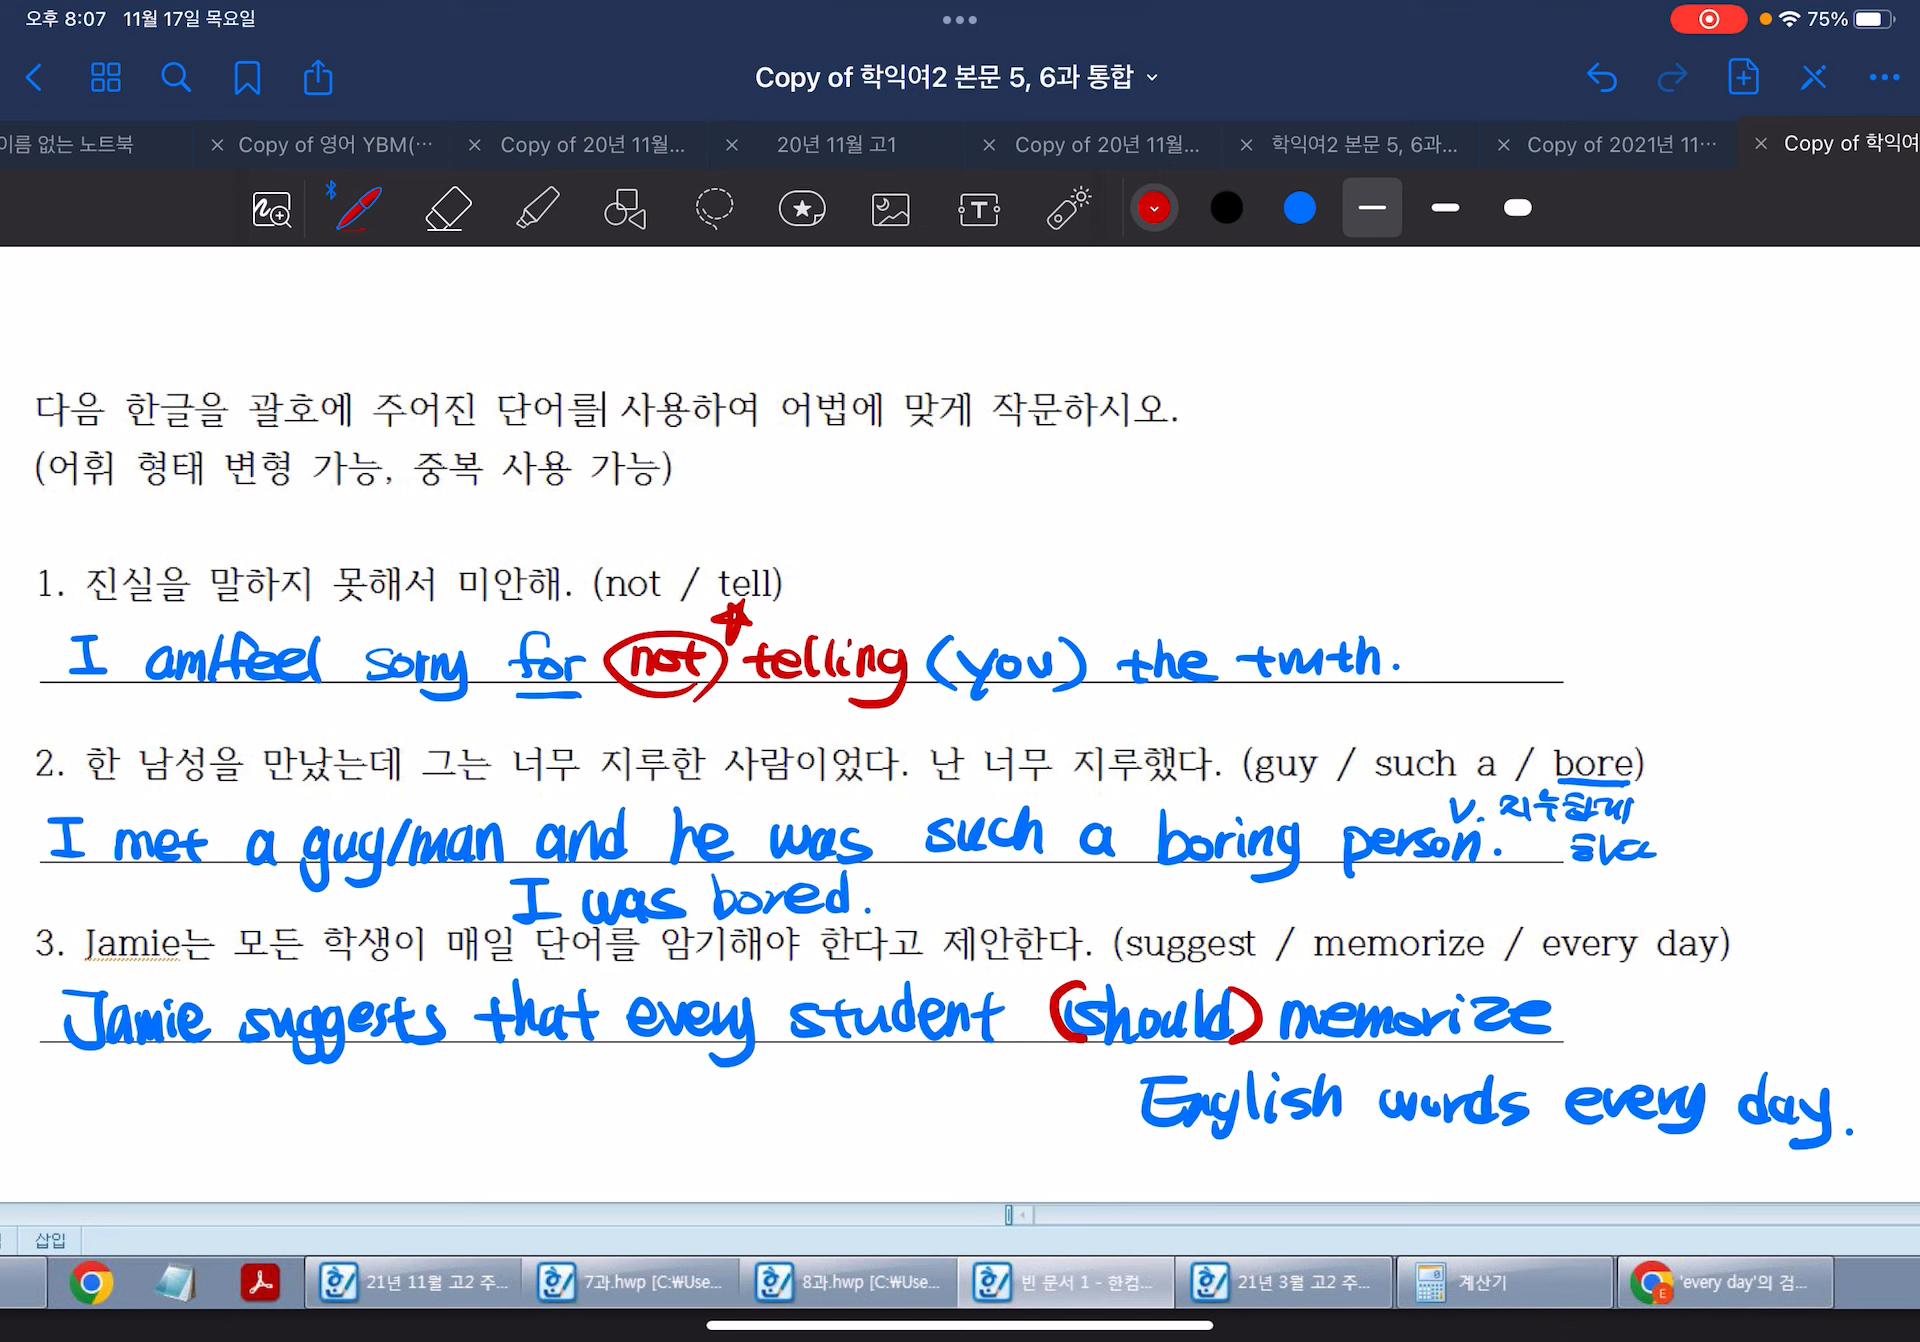 오후 8:07 11월 17일 목요일
75%
Copy of 학익여2 본문 5, 6과 통합
이름 없는 노트북
Copy of 영어 YBM(…
Copy of 20년 11월...
20년 11월 고1
Copy of 20년 11월...
학익여2 본문 5, 6과...
Copy of 2021년 11…
Copy of 학익여
다음 한글을 괄호에 주어진 단어를 사용하여 어법에 맞게 작문하시오.
(어휘 형태 변형 가능, 중복 사용 가능)
1. 진실을 말하지 못해서 미안해. (not / tell)
I am/feel sorry for not telling (you) the truth.
2. 한 남성을 만났는데 그는 너무 지루한 사람이었다. 난 너무 지루했다. (guy / such a / bore)
v. 지루하게
하다
I met a guy/man and he was such a boring person.
I was bored.
3. Jamie는 모든 학생이 매일 단어를 암기해야 한다고 제안한다. (suggest / memorize / every day)
Jamie suggests that every student (should) memorize
English words every day.
삽입
21년 11월 고2 주...
7과.hwp [C:₩Use...
8과.hwp [C:₩Use...
빈 문서 1 - 한컴...
21년 3월 고2 주...
계산기
'every day'의 검...